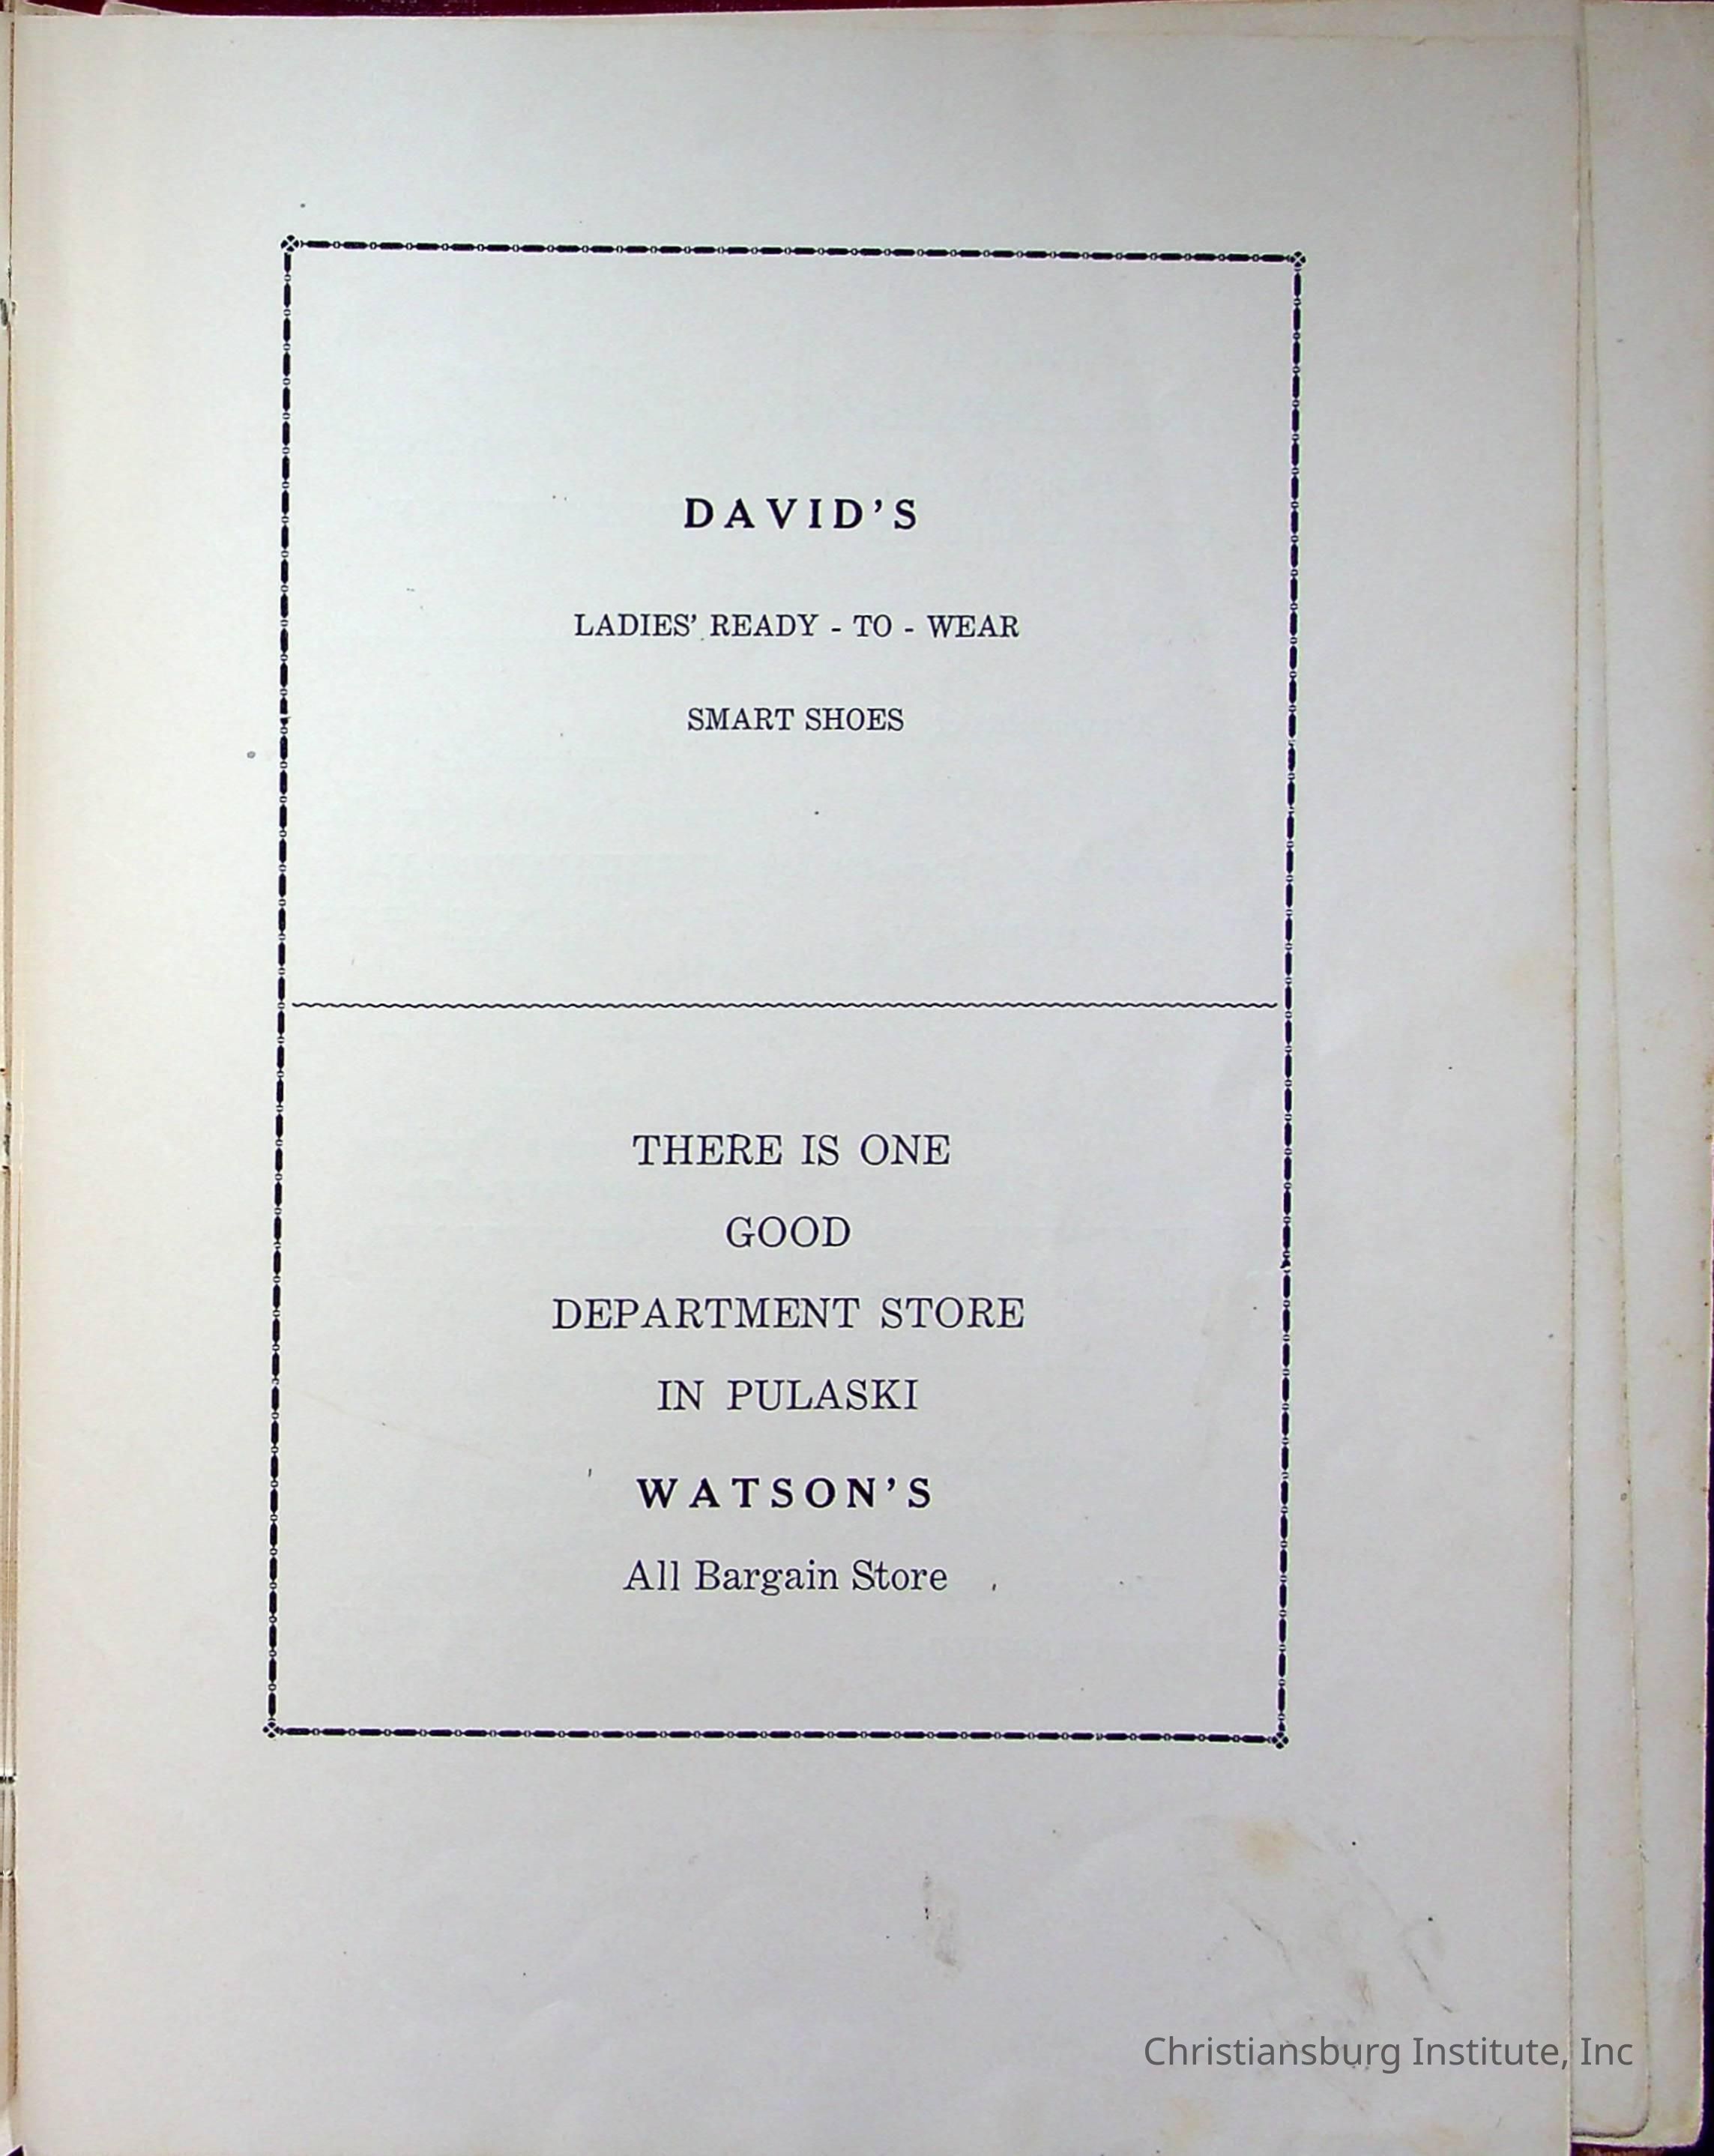 DAVID'S
LADIES' READY - TO - WEAR
SMART SHOES
THERE IS ONE
GOOD
DEPARTMENT STORE
IN PULASKI
WATSON'S
All Bargain Store
Christiansburg Institute, Inc